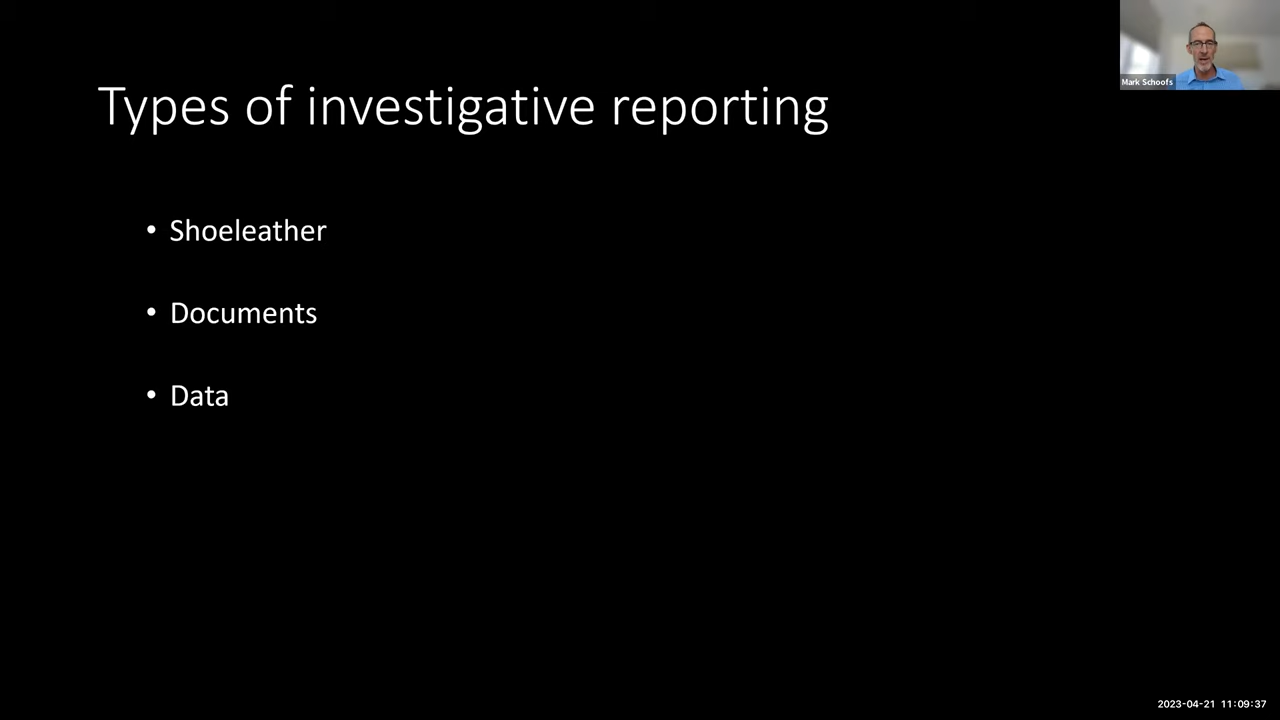 Mark Schoofs
Types of investigative reporting
• Shoeleather
• Documents
• Data
2023-04-21 11:09:37